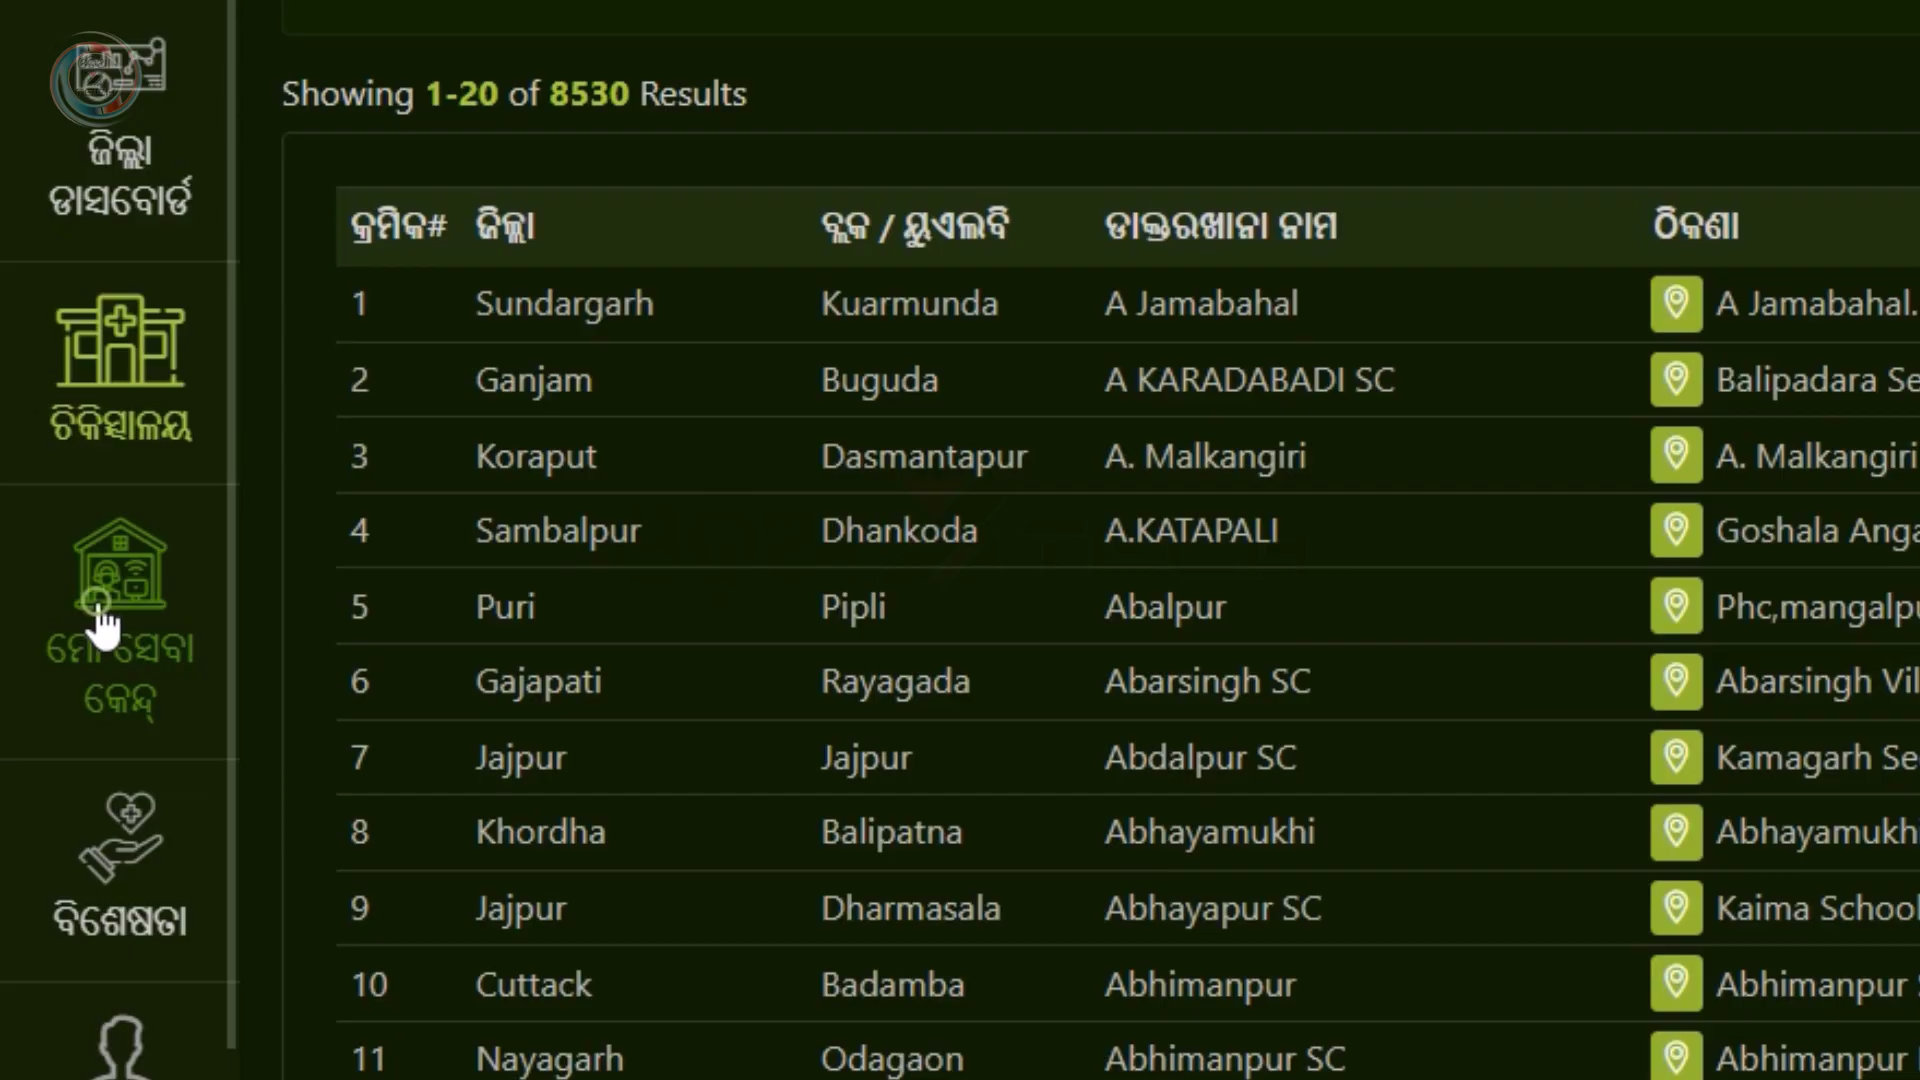 ଜିଲ୍ଲା
ଡାସବୋର୍ଡ
ଚିକିତ୍ସାଳୟ
ମୋ ସେବା
କେନ୍ଦ୍ର
ବିଶେଷତା
Showing 1-20 of 8530 Results
କ୍ରମିକ# ଜିଲ୍ଲା ବ୍ଲକ / ୟୁଏଲବି ଡାକ୍ତରଖାନା ନାମ ଠିକଣା
1 Sundargarh Kuarmunda A Jamabahal A Jamabahal.
2 Ganjam Buguda A KARADABADI SC Balipadara Se
3 Koraput Dasmantapur A. Malkangiri A. Malkangiri
4 Sambalpur Dhankoda A.KATAPALI Goshala Anga
5 Puri Pipli Abalpur Phc,mangalpu
6 Gajapati Rayagada Abarsingh SC Abarsingh Vil
7 Jajpur Jajpur Abdalpur SC Kamagarh Se
8 Khordha Balipatna Abhayamukhi Abhayamukh
9 Jajpur Dharmasala Abhayapur SC Kaima School
10 Cuttack Badamba Abhimanpur Abhimanpur
11 Nayagarh Odagaon Abhimanpur SC Abhimanpur